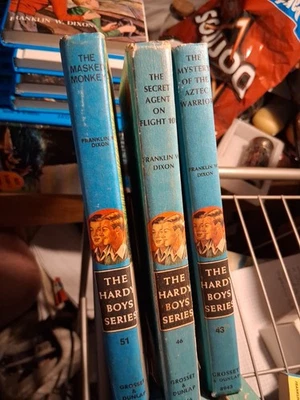 FRANKLIN W. DIXON
THE
MASKED
MONKEY
FRANKLIN W.
DIXON
THE
HARDY
BOYS
SERIES
51
GROSSET
& DUNLAP
THE
SECRET
AGENT
ON
FLIGHT 101
FRANKLIN W.
DIXON
THE
HARDY
BOYS
SERIES
46
GROSSET &
DUNLAP
THE
MYSTERY
OF THE
AZTEC
WARRIOR
FRANKLIN W.
DIXON
THE
HARDY
BOYS
SERIES
43
GROSSET
& DUNLAP